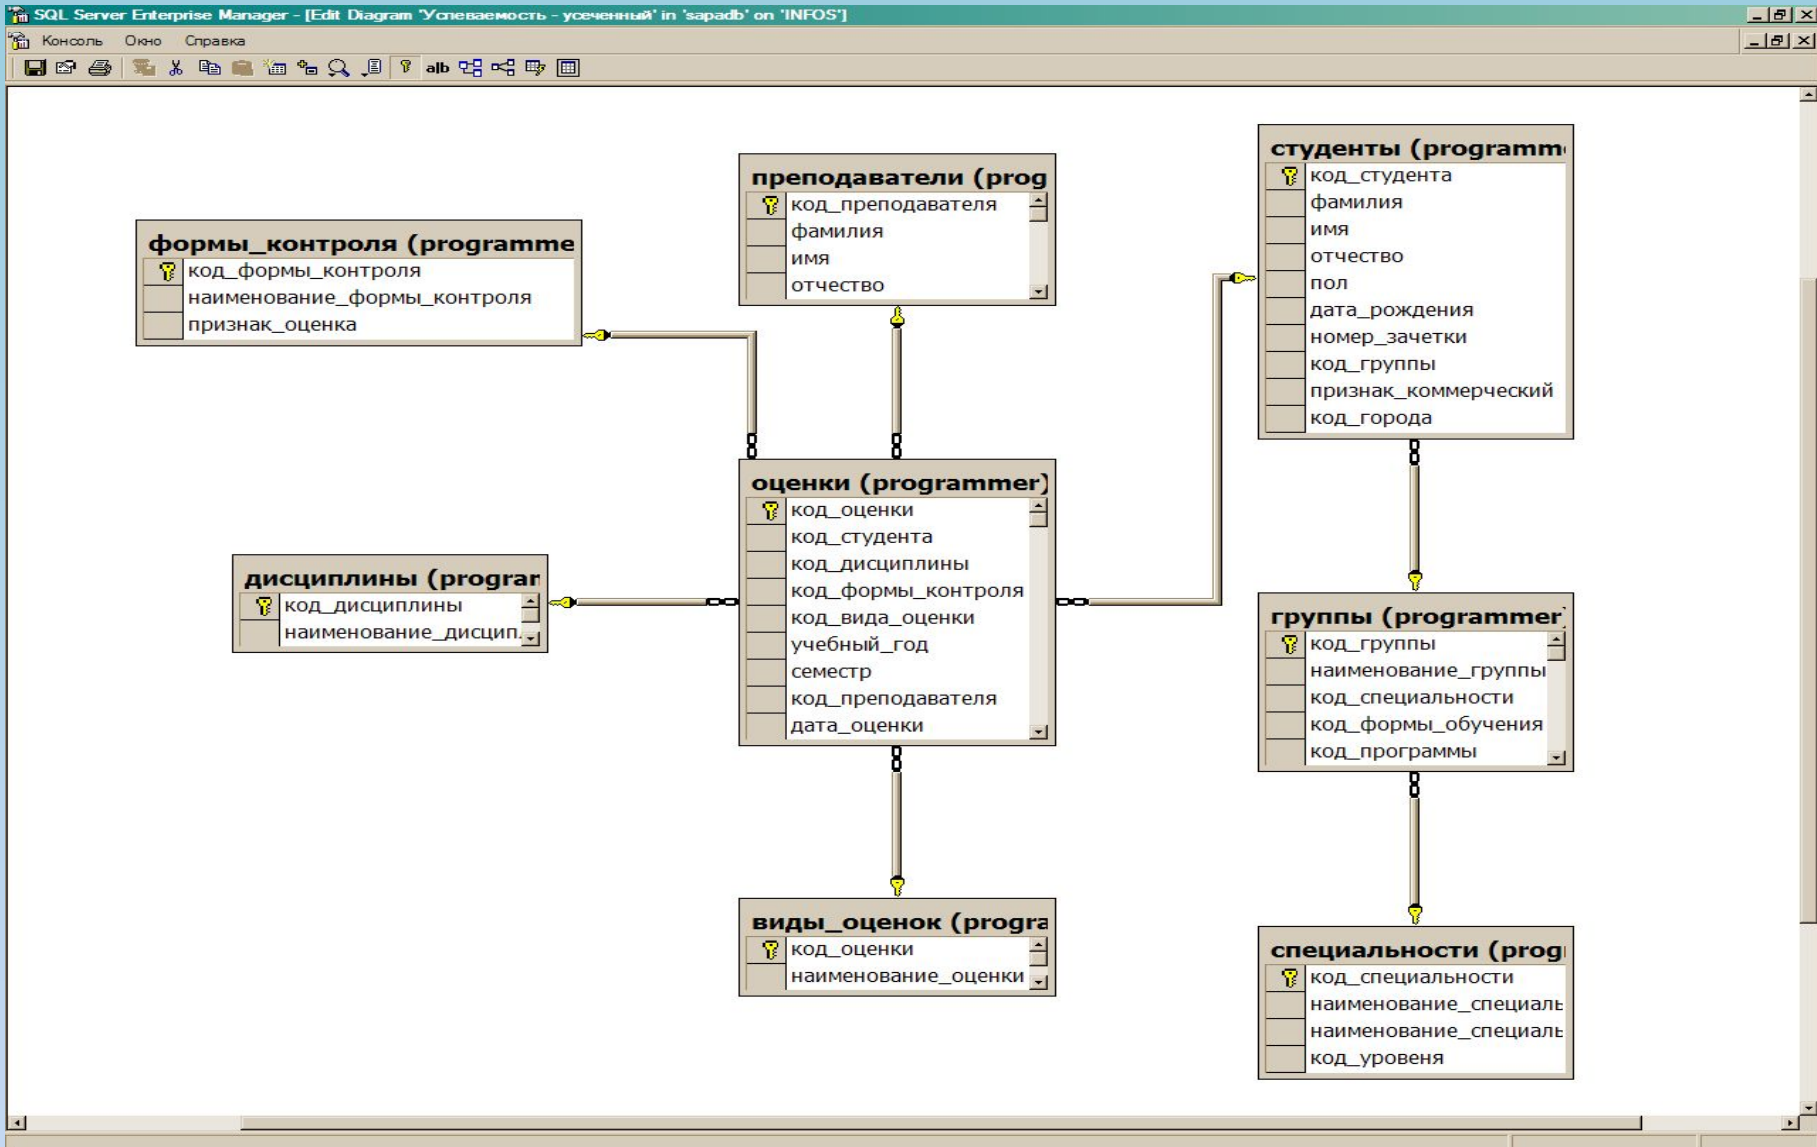 SQL Server Enterprise Manager - [Edit Diagram 'Успеваемость - усеченный' in 'sapadb' on 'INFOS']
Консоль Окно Справка
a|b
формы_контроля (programme
код_формы_контроля
наименование_формы_контроля
признак_оценка
преподаватели (prog
код_преподавателя
фамилия
имя
отчество
студенты (programm
код_студента
фамилия
имя
отчество
пол
дата_рождения
номер_зачетки
код_группы
признак_коммерческий
код_города
оценки (programmer)
код_оценки
код_студента
код_дисциплины
код_формы_контроля
код_вида_оценки
учебный_год
семестр
код_преподавателя
дата_оценки
дисциплины (program
код_дисциплины
наименование_дисцип
группы (programmer)
код_группы
наименование_группы
код_специальности
код_формы_обучения
код_программы
виды_оценок (progra
код_оценки
наименование_оценки
специальности (prog
код_специальности
наименование_специаль
наименование_специаль
код_уровеня